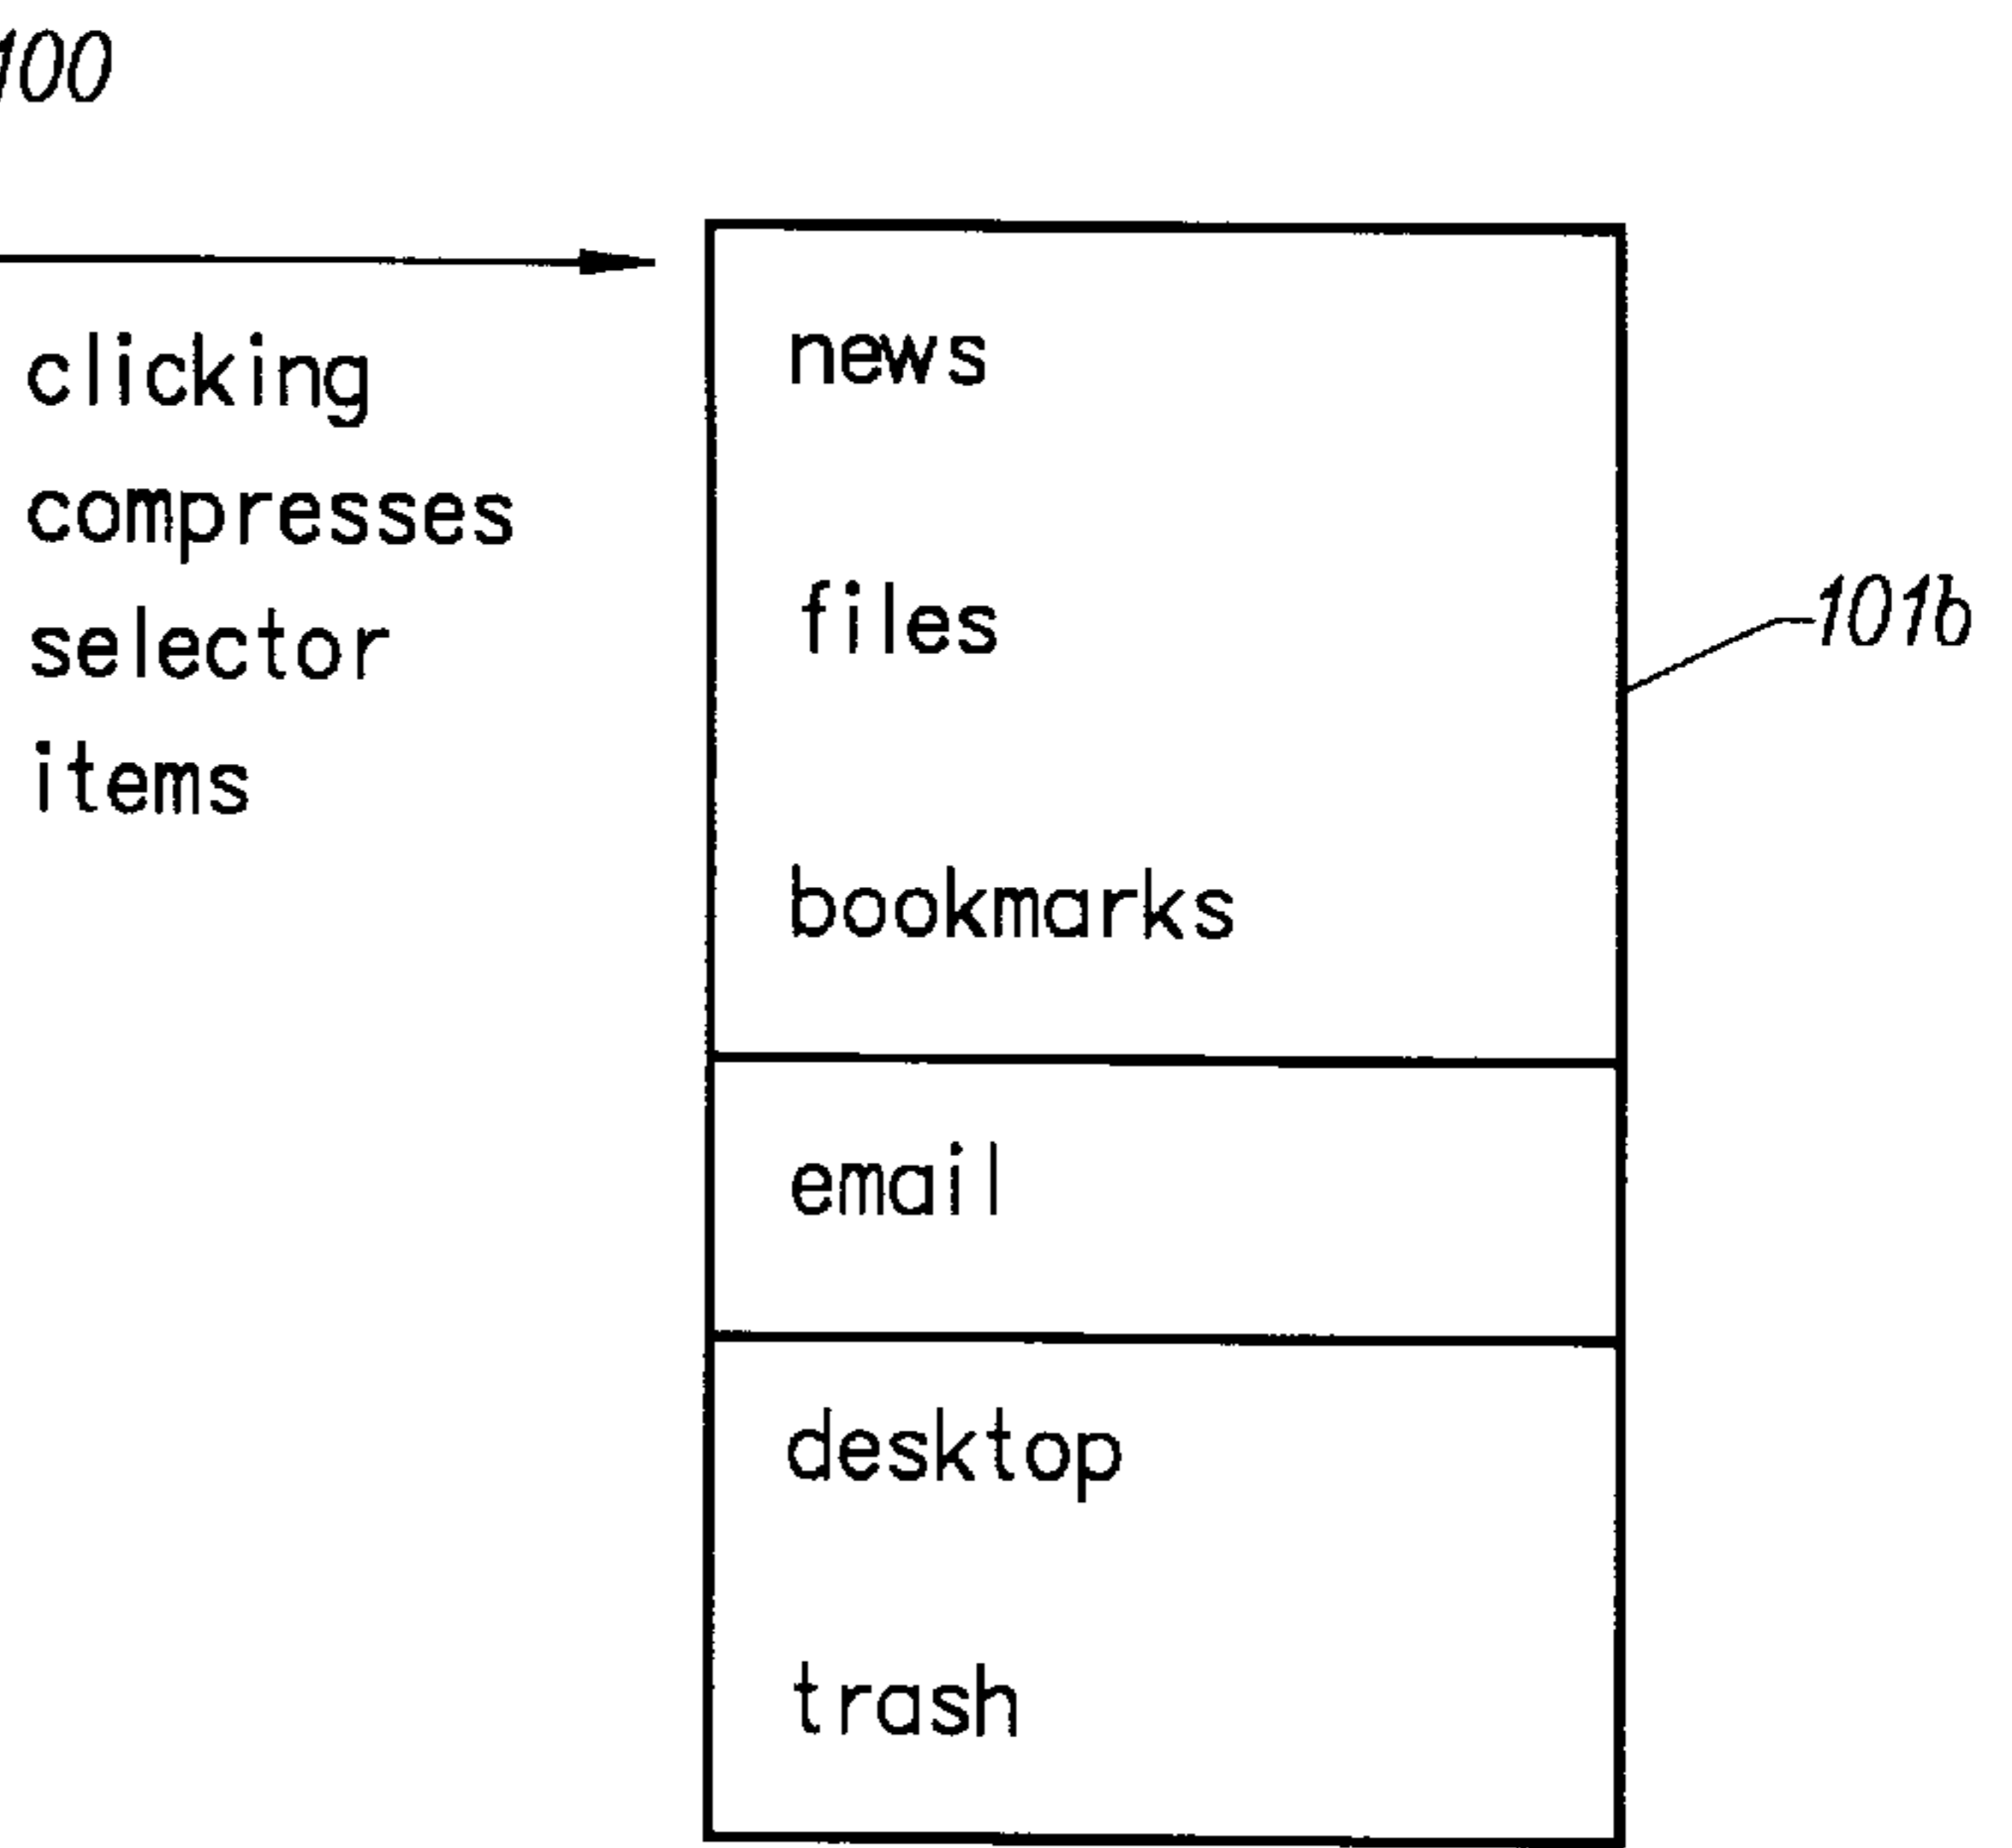 100
clicking
compresses
selector
items
news
files
bookmarks
email
desktop
trash
101b